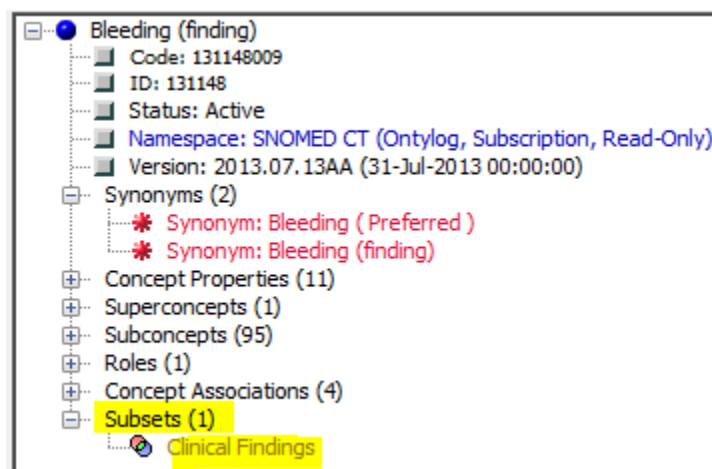 Bleeding (finding)
Code: 131148009
ID: 131148
Status: Active
Namespace: SNOMED CT (Ontylog, Subscription, Read-Only)
Version: 2013.07.13AA (31-Jul-2013 00:00:00)
Synonyms (2)
Synonym: Bleeding ( Preferred )
Synonym: Bleeding (finding)
Concept Properties (11)
Superconcepts (1)
Subconcepts (95)
Roles (1)
Concept Associations (4)
Subsets (1)
Clinical Findings